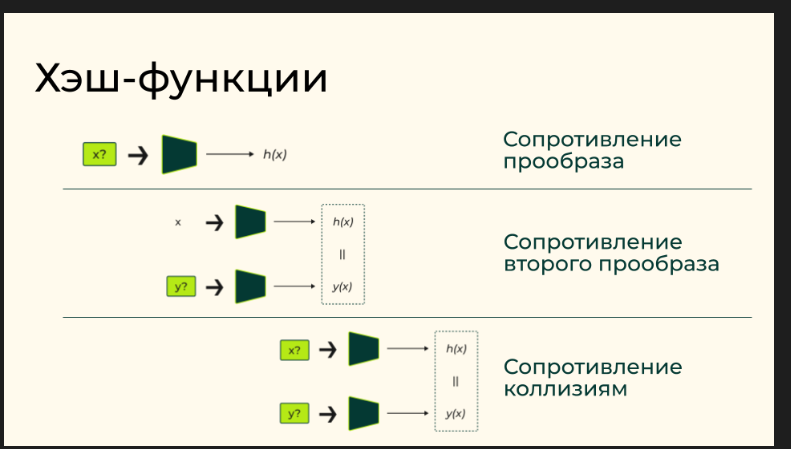 Хэш-функции
x?
h(x)
Сопротивление
прообраза
x
h(x)
||
y?
y(x)
Сопротивление
второго прообраза
x?
h(x)
||
y?
y(x)
Сопротивление
коллизиям